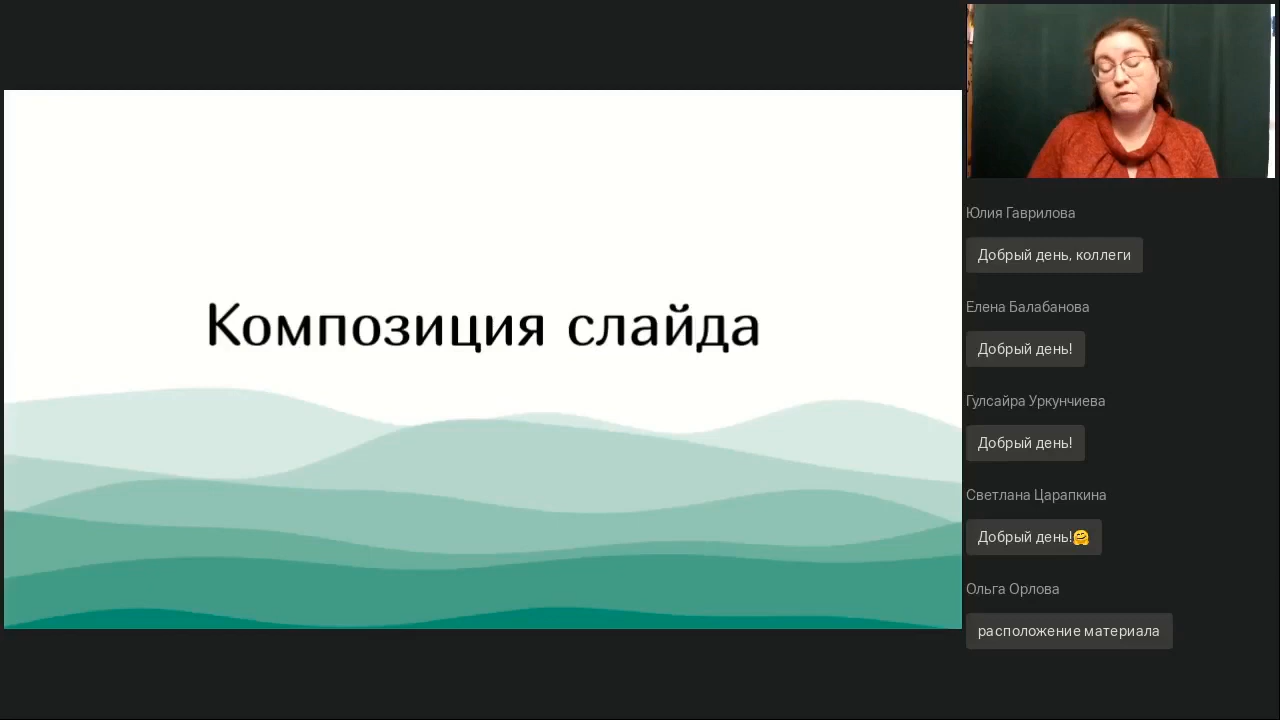 Композиция слайда
Юлия Гаврилова
Добрый день, коллеги
Елена Балабанова
Добрый день!
Гулсайра Уркунчиева
Добрый день!
Светлана Царапкина
Добрый день!🤗
Ольга Орлова
расположение материала